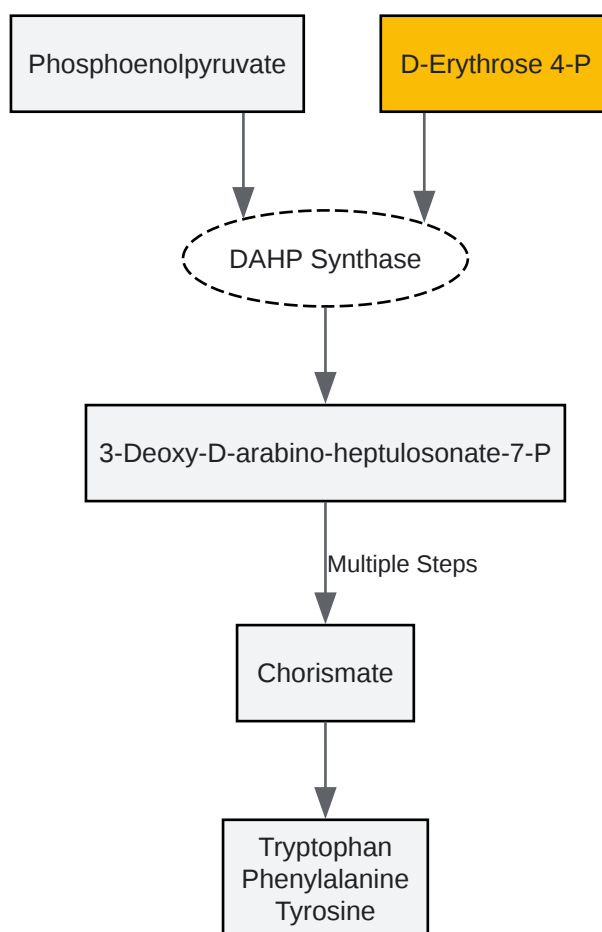 Phosphoenolpyruvate
D-Erythrose 4-P
DAHP Synthase
3-Deoxy-D-arabino-heptulosonate-7-P
Multiple Steps
Chorismate
Tryptophan
Phenylalanine
Tyrosine